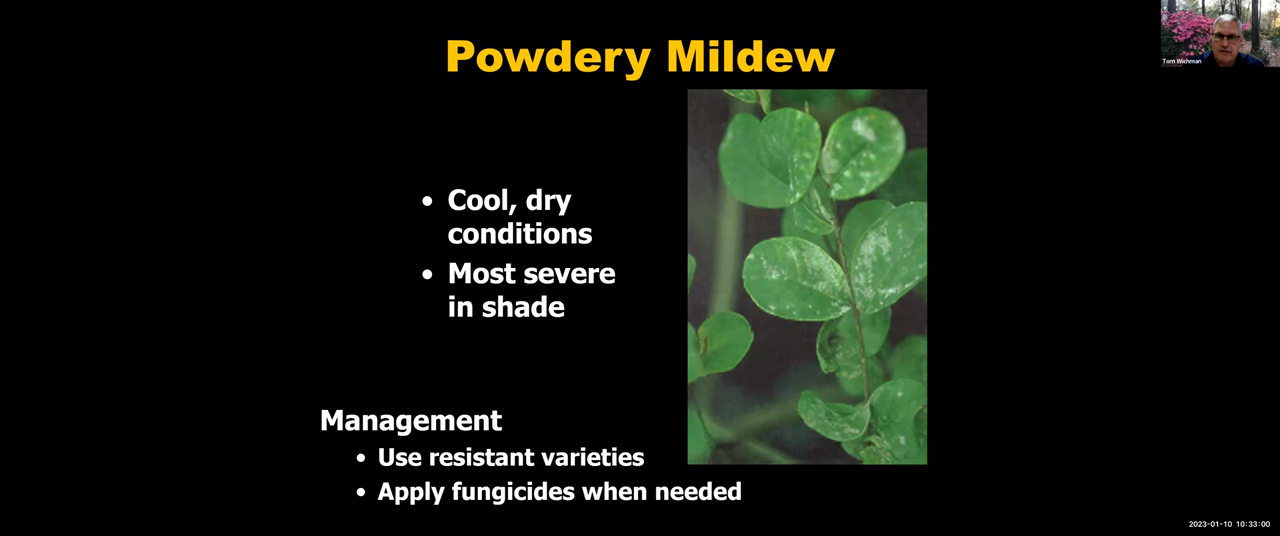 Powdery Mildew
Tom Wichman
• Cool, dry
conditions
• Most severe
in shade
Management
• Use resistant varieties
• Apply fungicides when needed
2023-01-10 10:33:00